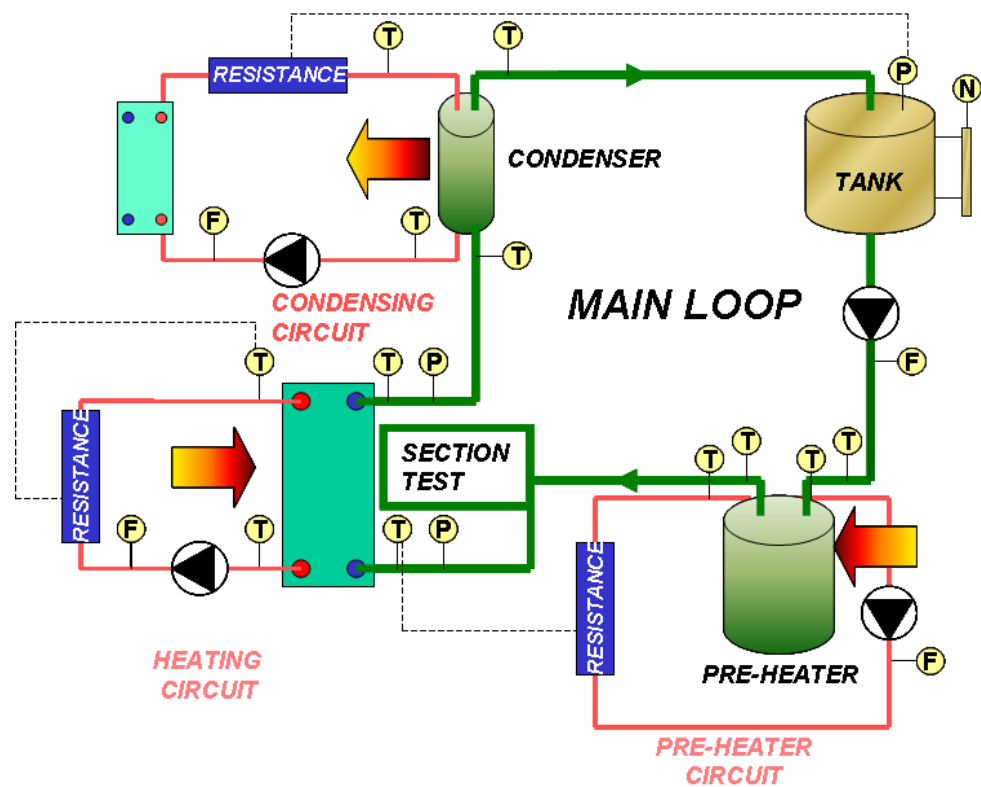 T
T
RESISTANCE
P
N
CONDENSER
TANK
F
T
T
CONDENSING
CIRCUIT
MAIN LOOP
T
T
P
F
RESISTANCE
SECTION
TEST
T
T
T
T
F
T
T
P
RESISTANCE
HEATING
CIRCUIT
PRE-HEATER
F
PRE-HEATER
CIRCUIT